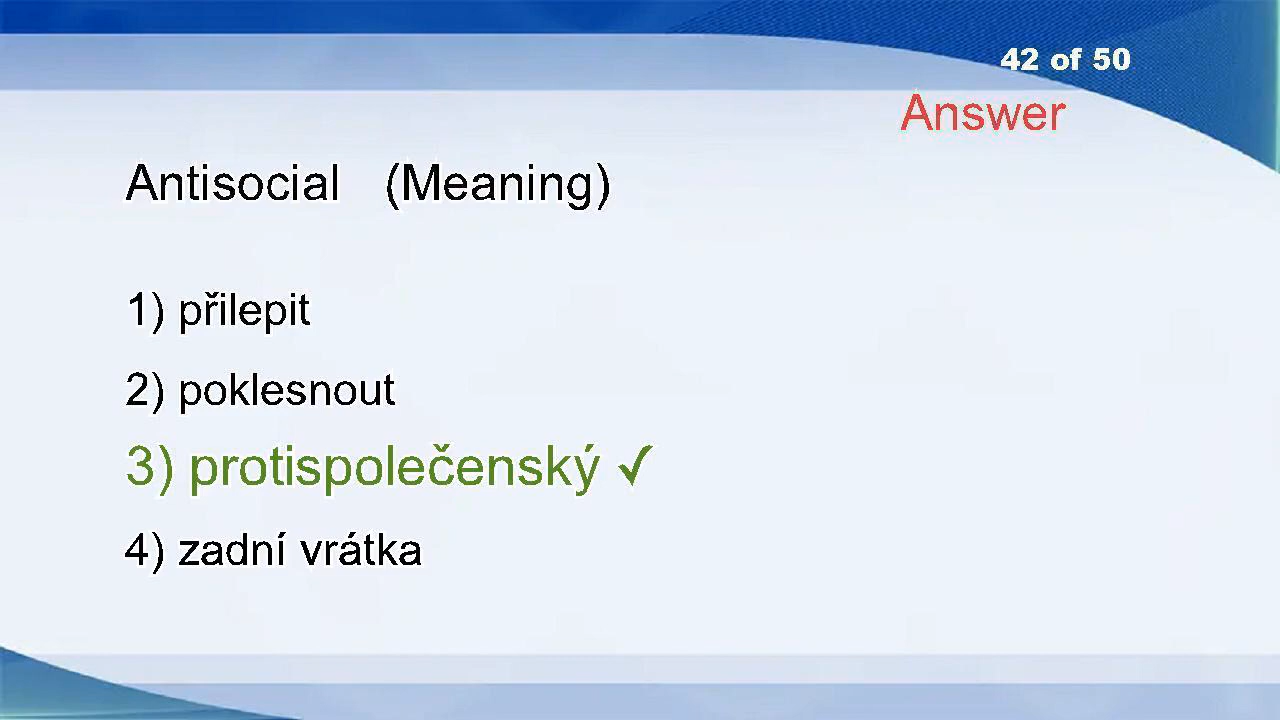 42 of 50
Answer
Antisocial (Meaning)
1) přilepit
2) poklesnout
3) protispolečenský ✓
4) zadní vrátka